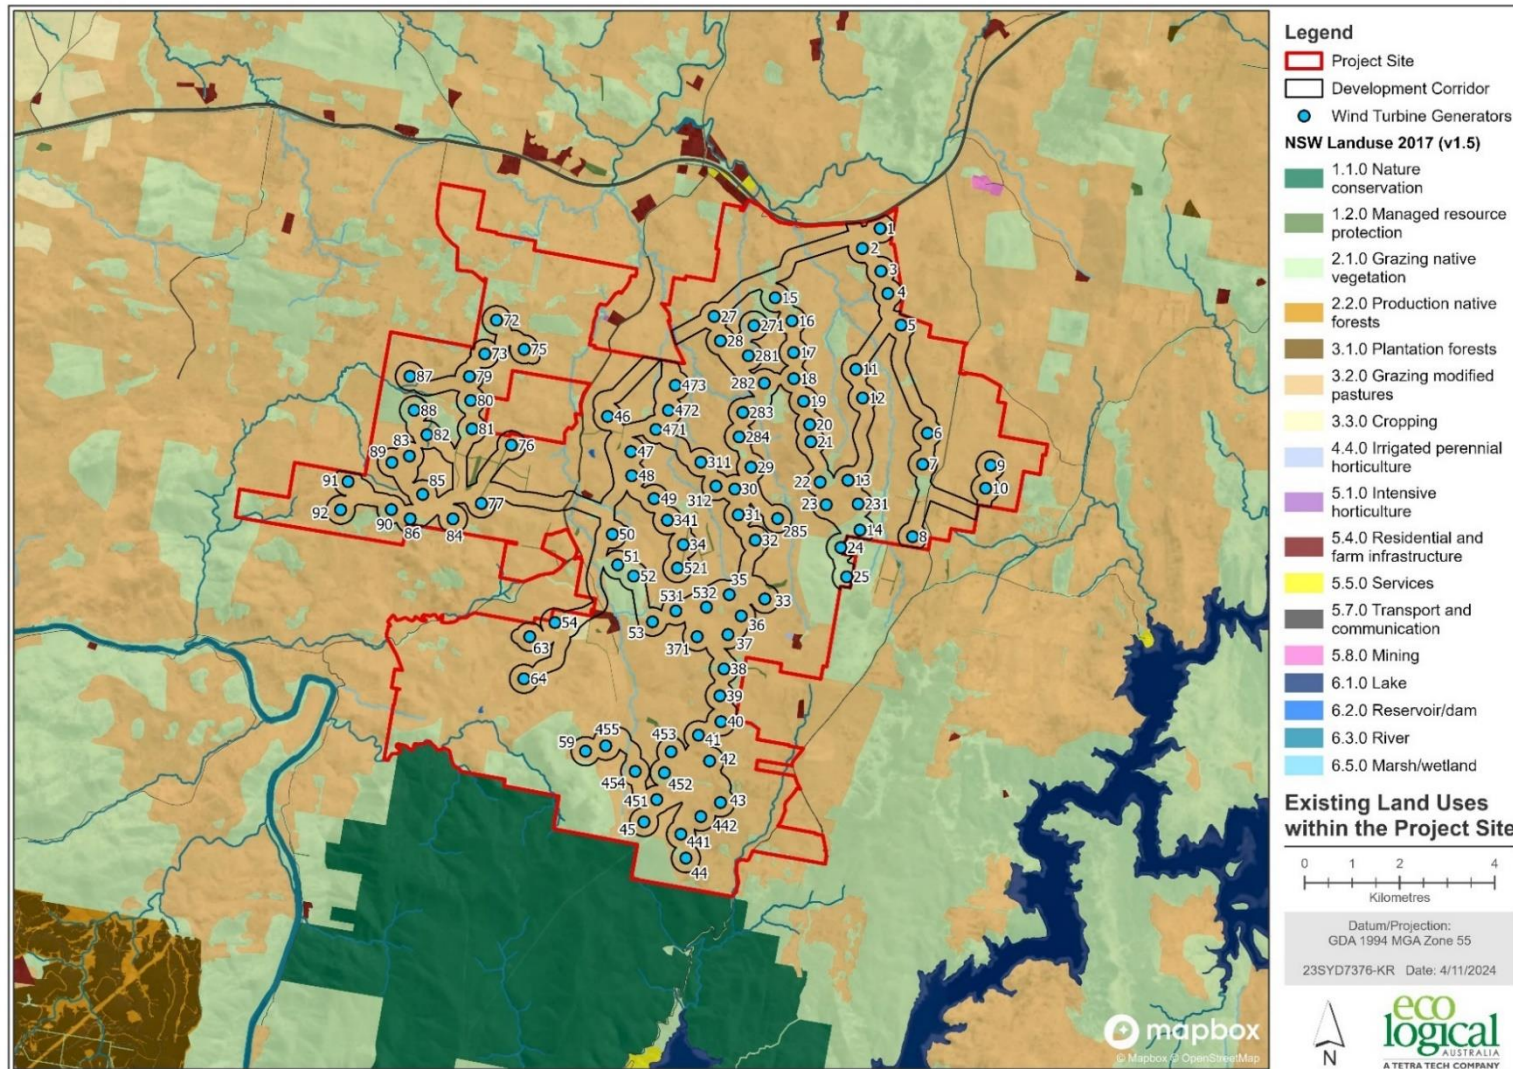 Legend
Project Site
Development Corridor
Wind Turbine Generators
NSW Landuse 2017 (v1.5)
1.1.0 Nature
conservation
1.2.0 Managed resource
protection
2.1.0 Grazing native
vegetation
2.2.0 Production native
forests
3.1.0 Plantation forests
3.2.0 Grazing modified
pastures
3.3.0 Cropping
4.4.0 Irrigated perennial
horticulture
5.1.0 Intensive
horticulture
5.4.0 Residential and
farm infrastructure
5.5.0 Services
5.7.0 Transport and
communication
5.8.0 Mining
6.1.0 Lake
6.2.0 Reservoir/dam
6.3.0 River
6.5.0 Marsh/wetland
Existing Land Uses
within the Project Site
0 1 2 4
Kilometres
Datum/Projection:
GDA 1994 MGA Zone 55
23SYD7376-KR Date: 4/11/2024
N
eco
logical
AUSTRALIA
A TETRA TECH COMPANY
mapbox
© Mapbox © OpenStreetMap
1
2
3
4
15
27
271
16
5
72
28
75
73
281
17
11
87
79
282
18
473
12
80
19
88
472
283
46
20
81
471
82
284
21
6
76
47
83
89
311
29
7
9
48
91
22
13
10
312
30
85
49
77
23
231
92
90
31
86
84
341
285
14
50
32
8
34
24
51
521
52
25
35
33
531
532
54
53
36
63
371
37
38
64
39
40
41
455
59
453
42
454
452
451
43
45
442
441
44